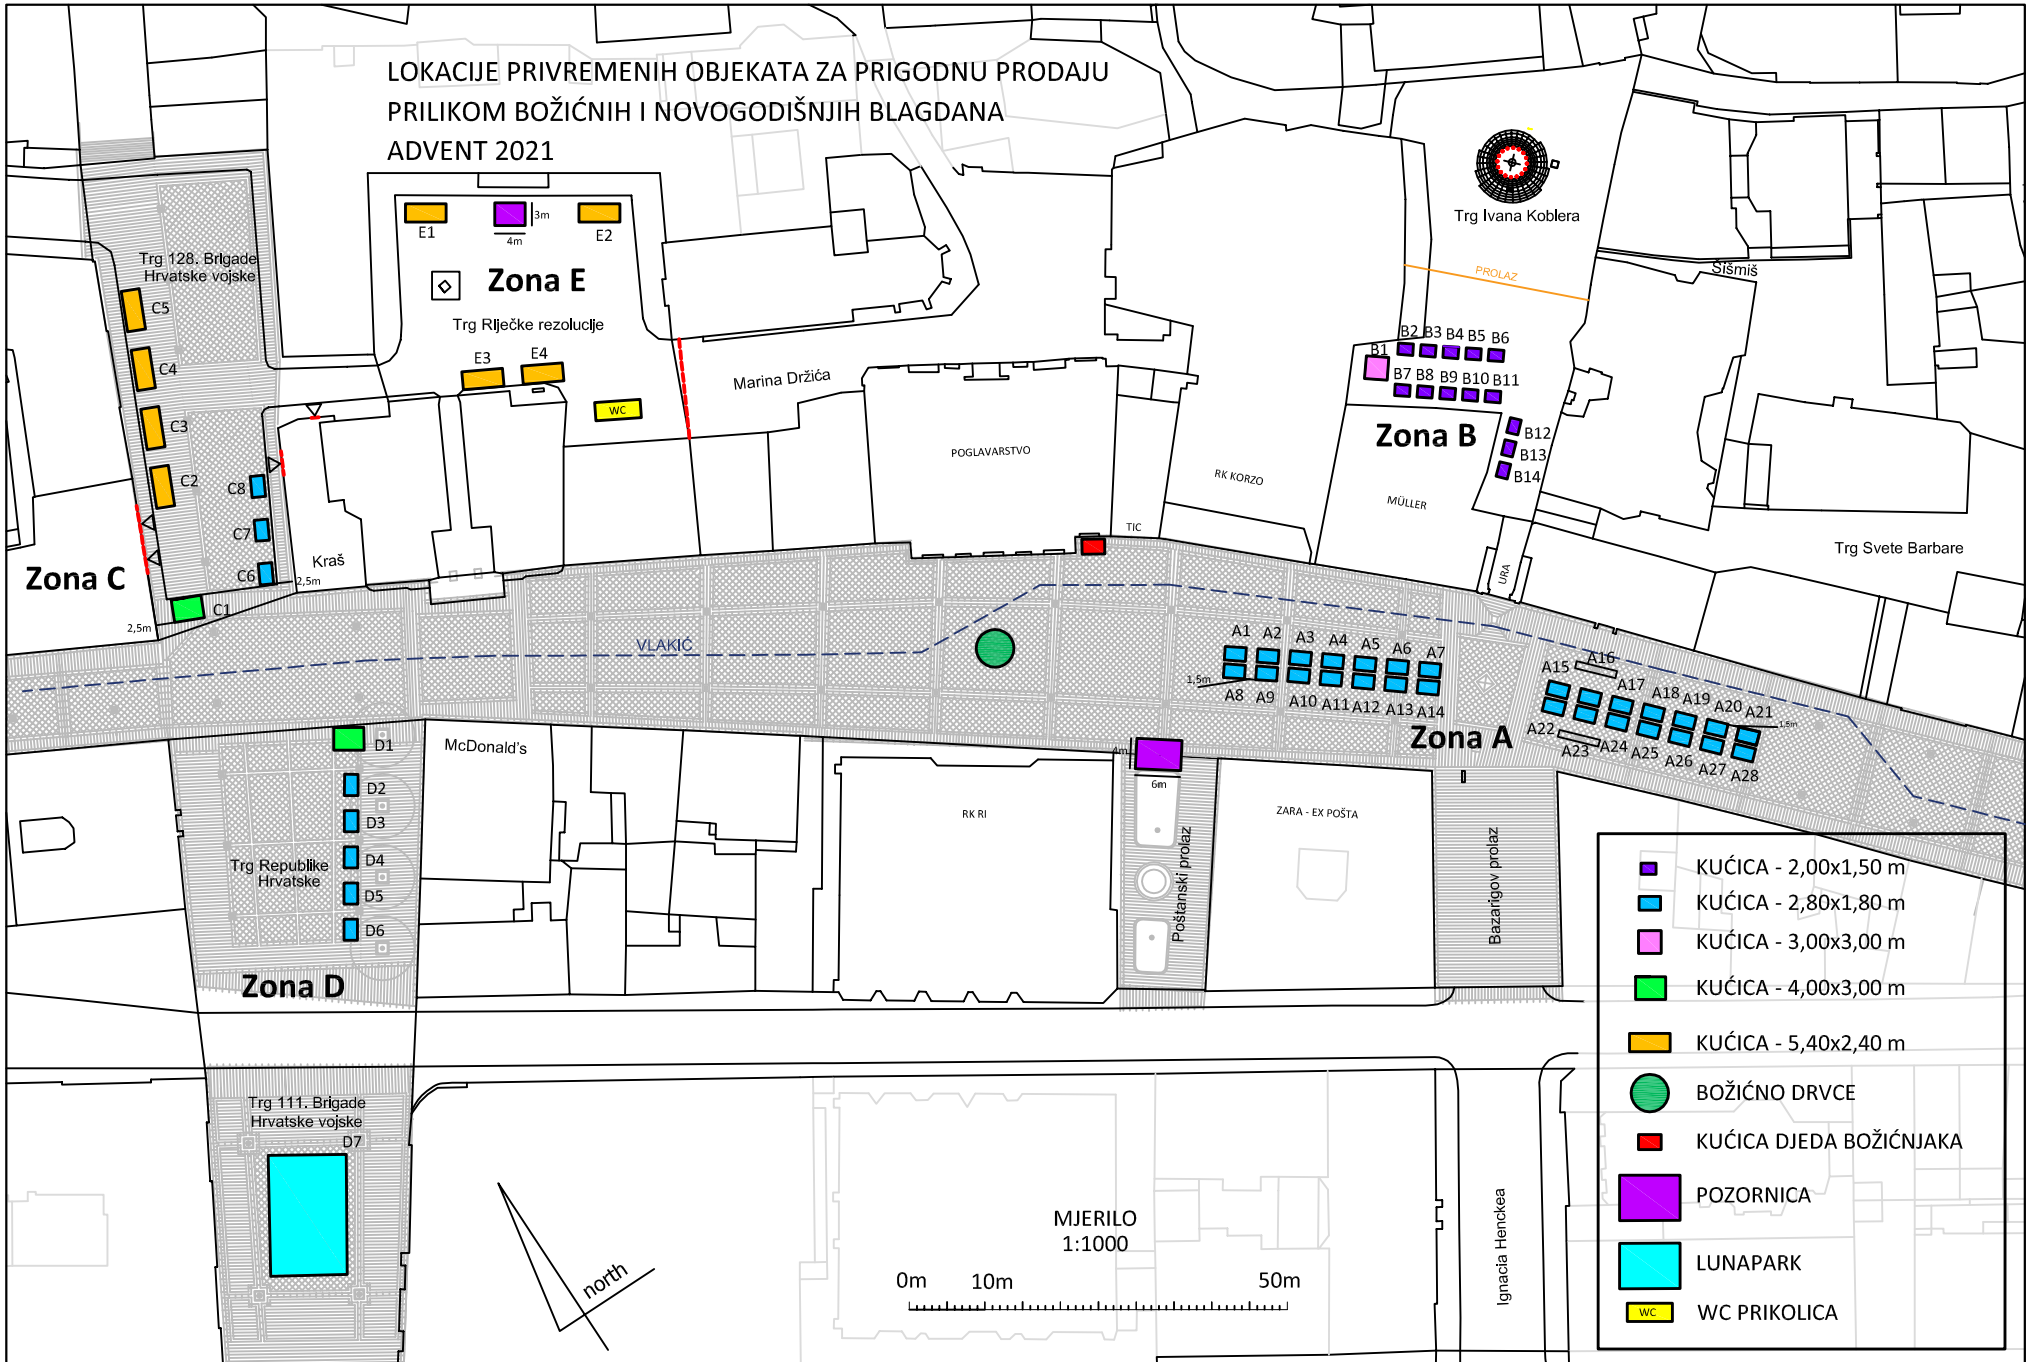 LOKACIJE PRIVREMENIH OBJEKATA ZA PRIGODNU PRODAJU
PRILIKOM BOŽIĆNIH I NOVOGODIŠNJIH BLAGDANA
ADVENT 2021
Trg Ivana Koblera
PROLAZ
Šišmiš
E1
3m
4m
E2
Zona E
Trg Riječke rezolucije
E3
E4
WC
Marina Držića
Trg 128. Brigade
Hrvatske vojske
C5
C4
C3
C2
C8
C7
C6
2,5m
C1
2,5m
Zona C
Kraš
B2
B3
B4
B5
B6
B1
B7
B8
B9
B10
B11
B12
B13
B14
Zona B
POGLAVARSTVO
RK KORZO
MÜLLER
TIC
URA
Trg Svete Barbare
VLAKIĆ
A1
A2
A3
A4
A5
A6
A7
1,5m
A8
A9
A10
A11
A12
A13
A14
Zona A
A15
A16
A17
A18
A19
A20
A21
1,5m
A22
A23
A24
A25
A26
A27
A28
D1
D2
D3
D4
D5
D6
Trg Republike
Hrvatske
Zona D
McDonald's
RK RI
4m
6m
Poštanski prolaz
ZARA - EX POŠTA
Bazarigov prolaz
Trg 111. Brigade
Hrvatske vojske
D7
north
MJERILO
1:1000
0m
10m
50m
Ignacia Henckea
KUĆICA - 2,00x1,50 m
KUĆICA - 2,80x1,80 m
KUĆICA - 3,00x3,00 m
KUĆICA - 4,00x3,00 m
KUĆICA - 5,40x2,40 m
BOŽIĆNO DRVCE
KUĆICA DJEDA BOŽIĆNJAKA
POZORNICA
LUNAPARK
WC
WC PRIKOLICA